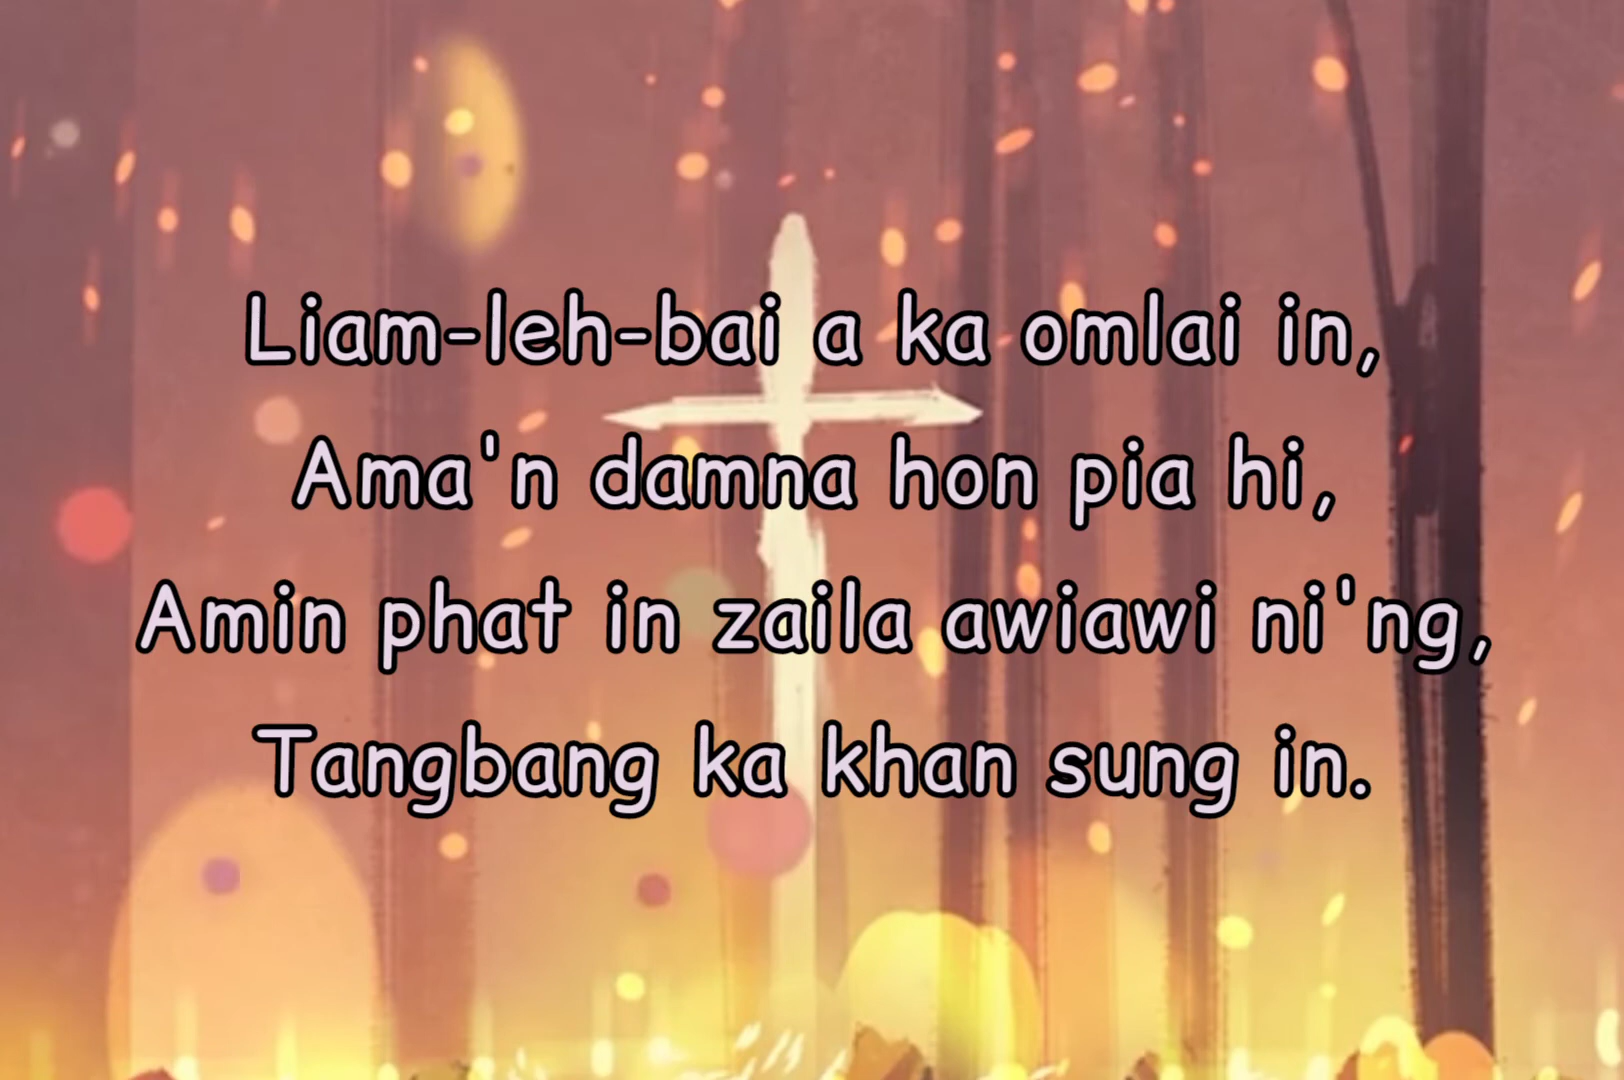 Liam-leh-bai a ka omlai in,
Ama'n damna hon pia hi,
Amin phat in zaila awiawi ni'ng,
Tangbang ka khan sung in.